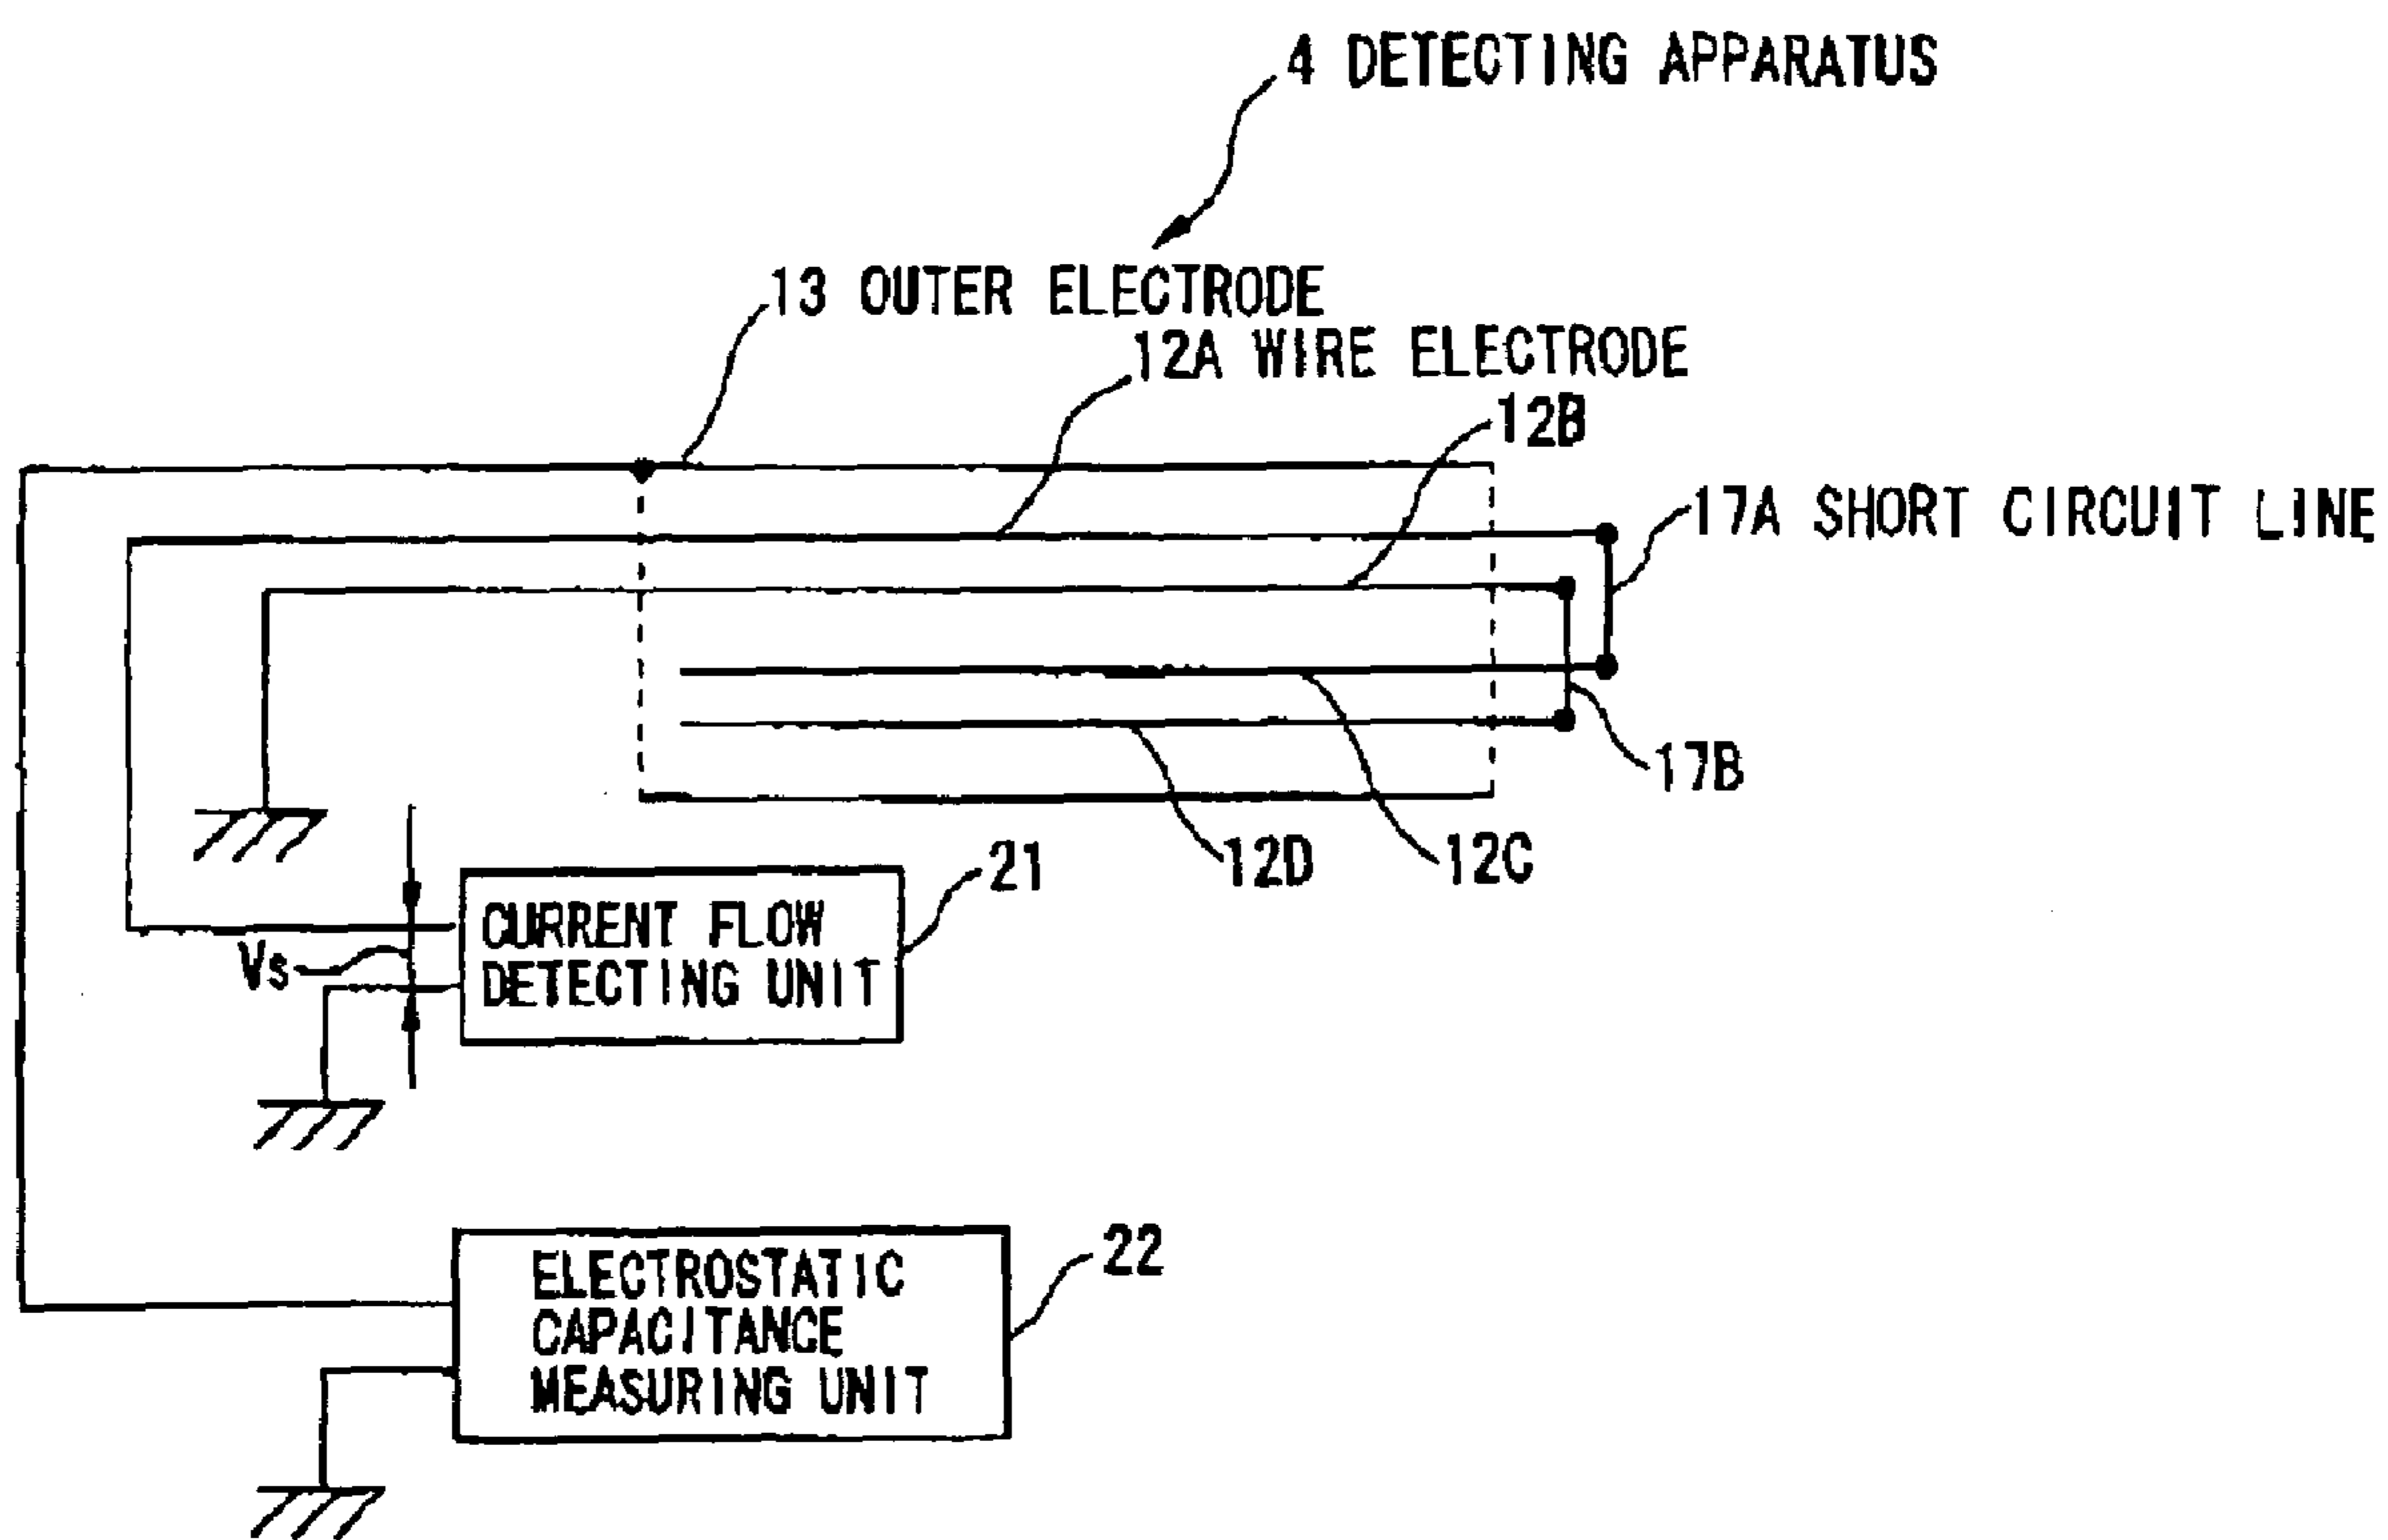 4 DETECTING APPARATUS
13 OUTER ELECTRODE
12A WIRE ELECTRODE
12B
17A SHORT CIRCUIT LINE
17B
12D
12C
21
CURRENT FLOW
DETECTING UNIT
Vs
22
ELECTROSTATIC
CAPACITANCE
MEASURING UNIT